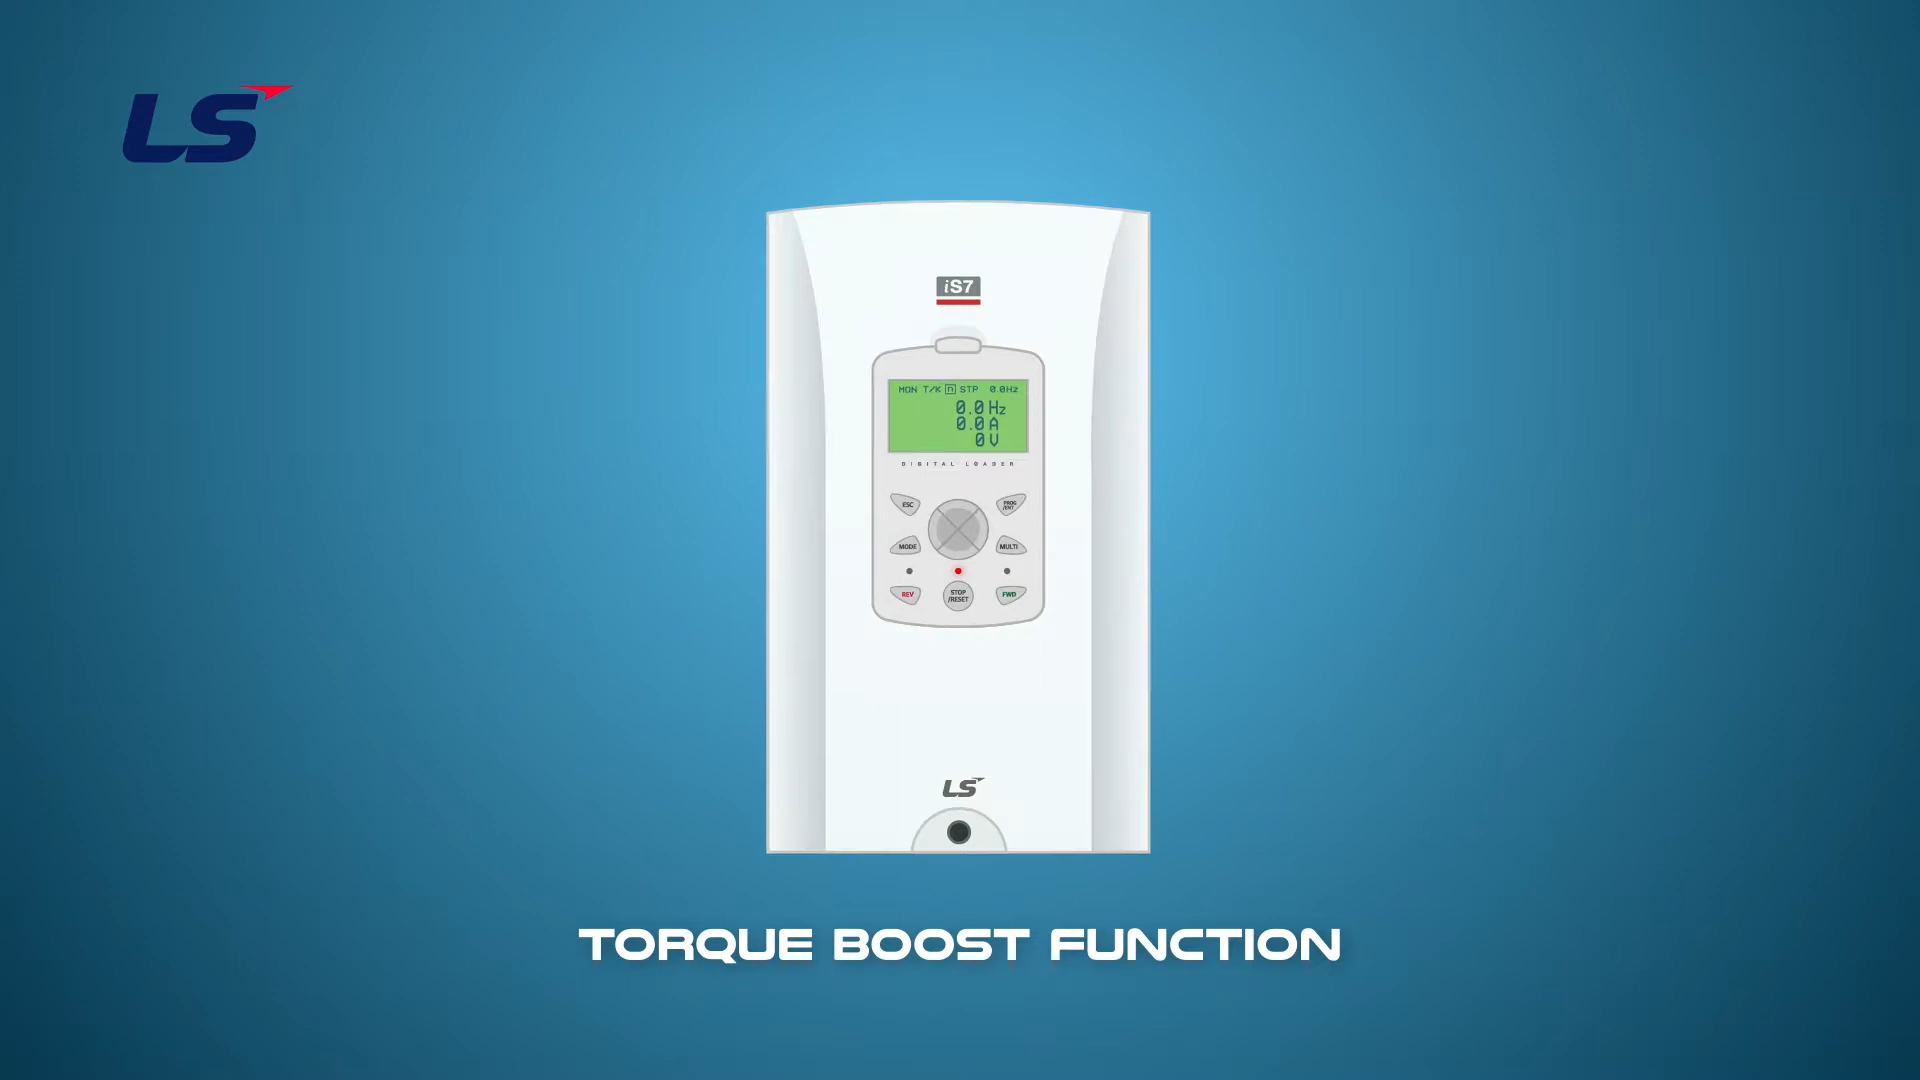 LS
iS7
MON T/K n STP 0.0Hz
0.0 Hz
0.0 A
0 V
DIGITAL LOADER
ESC
PROG /ENT
MODE
MULTI
REV
STOP /RESET
FWD
LS
TORQUE BOOST FUNCTION